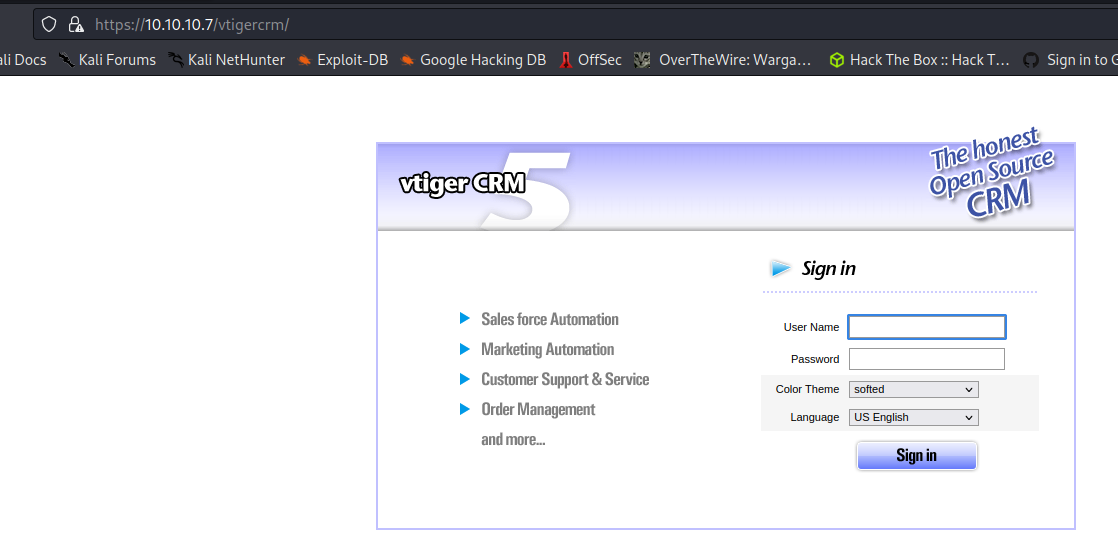 https://10.10.10.7/vtigercrm/
ali Docs Kali Forums Kali NetHunter Exploit-DB Google Hacking DB OffSec OverTheWire: Warga... Hack The Box :: Hack T... Sign in to G
vtiger CRM 5
The honest
Open Source
CRM
Sign in
User Name
Password
Color Theme softed
Language US English
Sign in
Sales force Automation
Marketing Automation
Customer Support & Service
Order Management
and more...